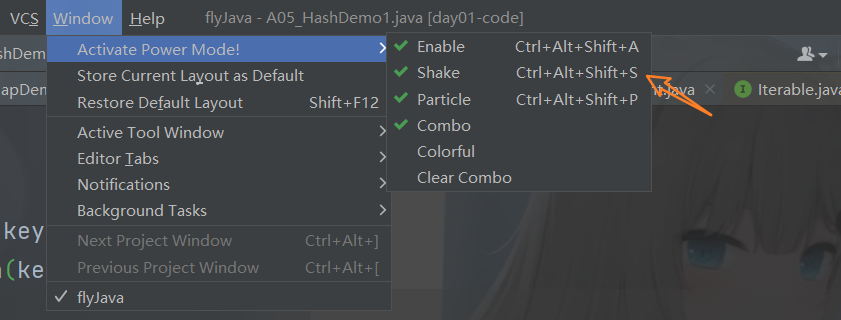 VCS Window Help flyJava - A05_HashDemo1.java [day01-code]
Activate Power Mode!
Store Current Layout as Default
Restore Default Layout Shift+F12
Active Tool Window
Editor Tabs
Notifications
Background Tasks
Next Project Window Ctrl+Alt+]
Previous Project Window Ctrl+Alt+[
flyJava
Enable Ctrl+Alt+Shift+A
Shake Ctrl+Alt+Shift+S
Particle Ctrl+Alt+Shift+P
Combo
Colorful
Clear Combo
ashDem
apDem
.java
Iterable.java
key
(ke